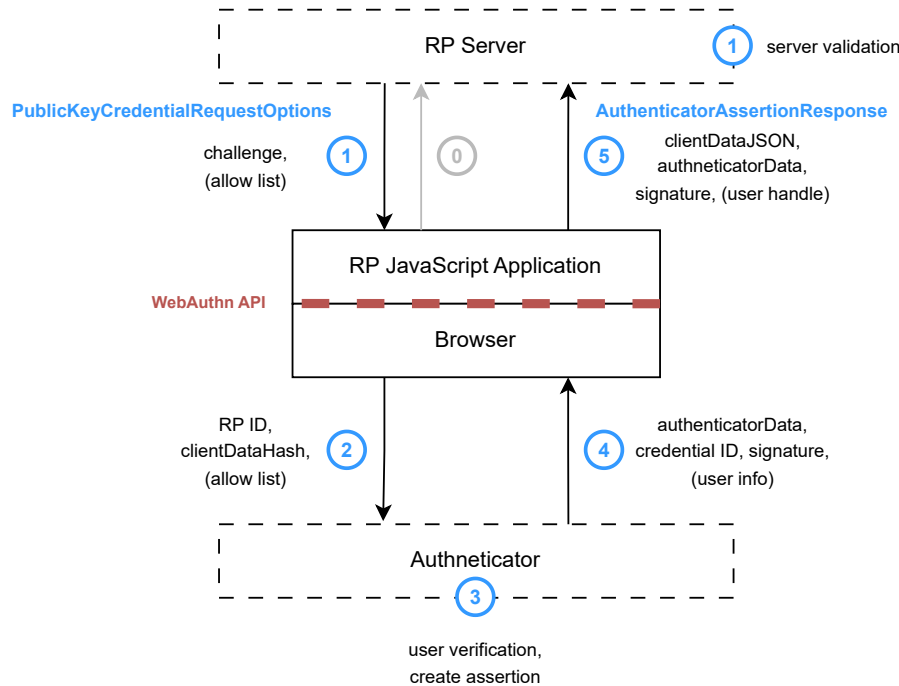 RP Server
1
server validation
PublicKeyCredentialRequestOptions
challenge,
(allow list)
1
0
AuthenticatorAssertionResponse
5
clientDataJSON,
authneticatorData,
signature, (user handle)
RP JavaScript Application
WebAuthn API
Browser
RP ID,
clientDataHash,
(allow list)
2
4
authenticatorData,
credential ID, signature,
(user info)
Authneticator
3
user verification,
create assertion